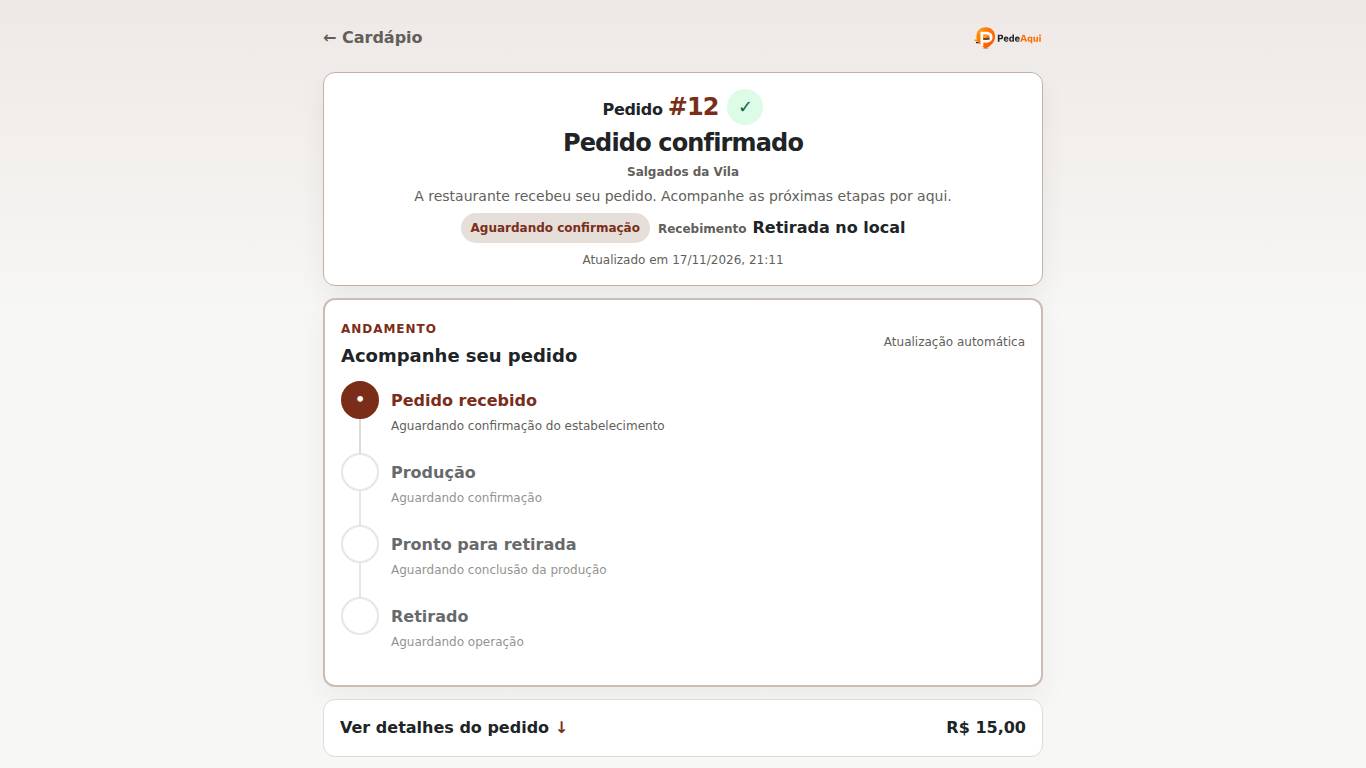 ← Cardápio
PedeAqui
Pedido #12 ✓
Pedido confirmado
Salgados da Vila
A restaurante recebeu seu pedido. Acompanhe as próximas etapas por aqui.
Aguardando confirmação Recebimento Retirada no local
Atualizado em 17/11/2026, 21:11
ANDAMENTO
Acompanhe seu pedido
Atualização automática
Pedido recebido
Aguardando confirmação do estabelecimento
Produção
Aguardando confirmação
Pronto para retirada
Aguardando conclusão da produção
Retirado
Aguardando operação
Ver detalhes do pedido ↓ R$ 15,00